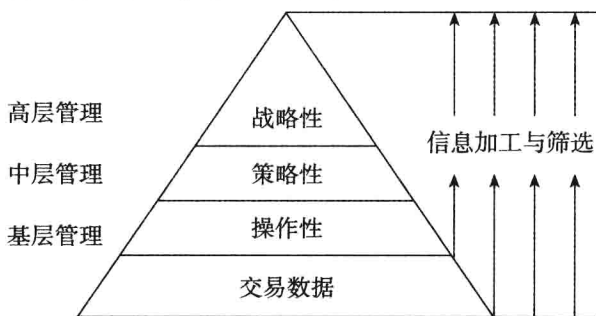 高层管理
战略性
信息加工与筛选
中层管理
策略性
基层管理
操作性
交易数据